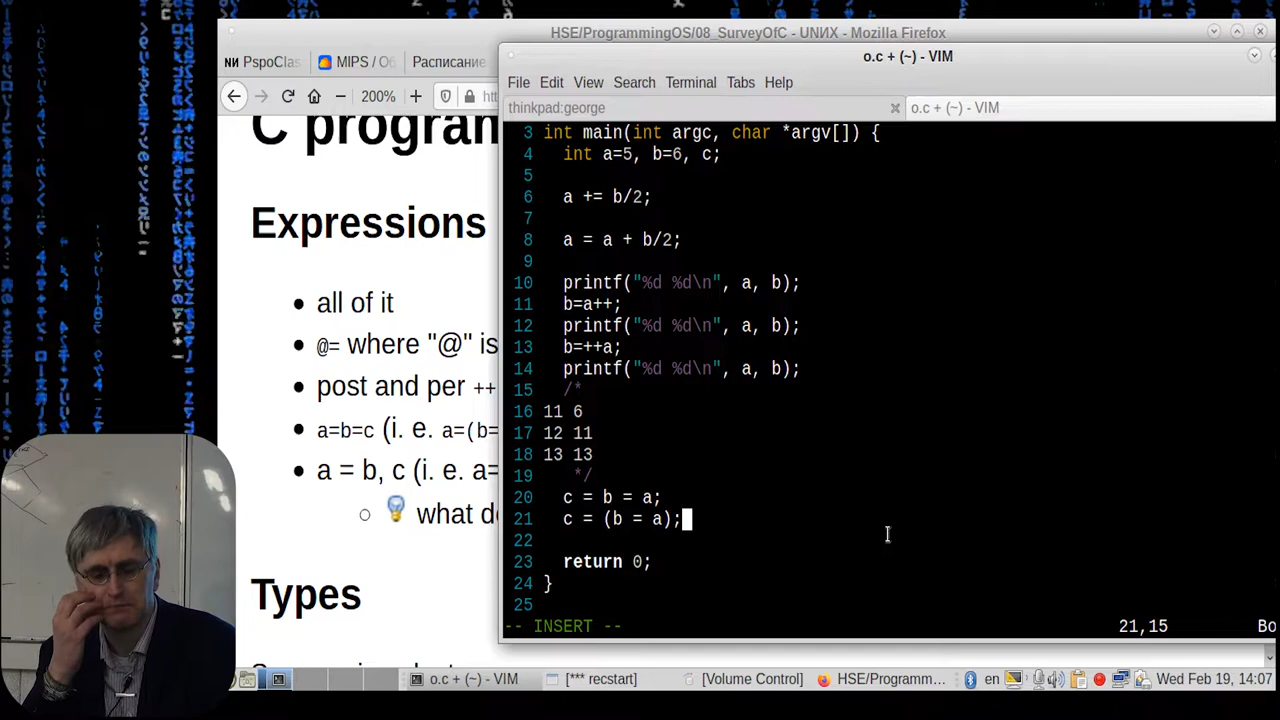 HSE/ProgrammingOS/08_SurveyOfC - UNИX - Mozilla Firefox
PspoClas
MIPS / Об
Расписание
200%
C program
Expressions
all of it
@= where "@" is
post and per ++
a=b=c (i. e. a=(b=
a = b, c (i. e. a=
what do
Types
o.c + (~) - VIM
File Edit View Search Terminal Tabs Help
thinkpad:george
o.c + (~) - VIM
3 int main(int argc, char *argv[]) {
4 int a=5, b=6, c;
5
6 a += b/2;
7
8 a = a + b/2;
9
10 printf("%d %d\n", a, b);
11 b=a++;
12 printf("%d %d\n", a, b);
13 b=++a;
14 printf("%d %d\n", a, b);
15 /*
16 11 6
17 12 11
18 13 13
19 */
20 c = b = a;
21 c = (b = a);
22
23 return 0;
24 }
25
-- INSERT --
21,15
Bo
o.c + (~) - VIM
[*** recstart]
[Volume Control]
HSE/Programm...
en
Wed Feb 19, 14:07